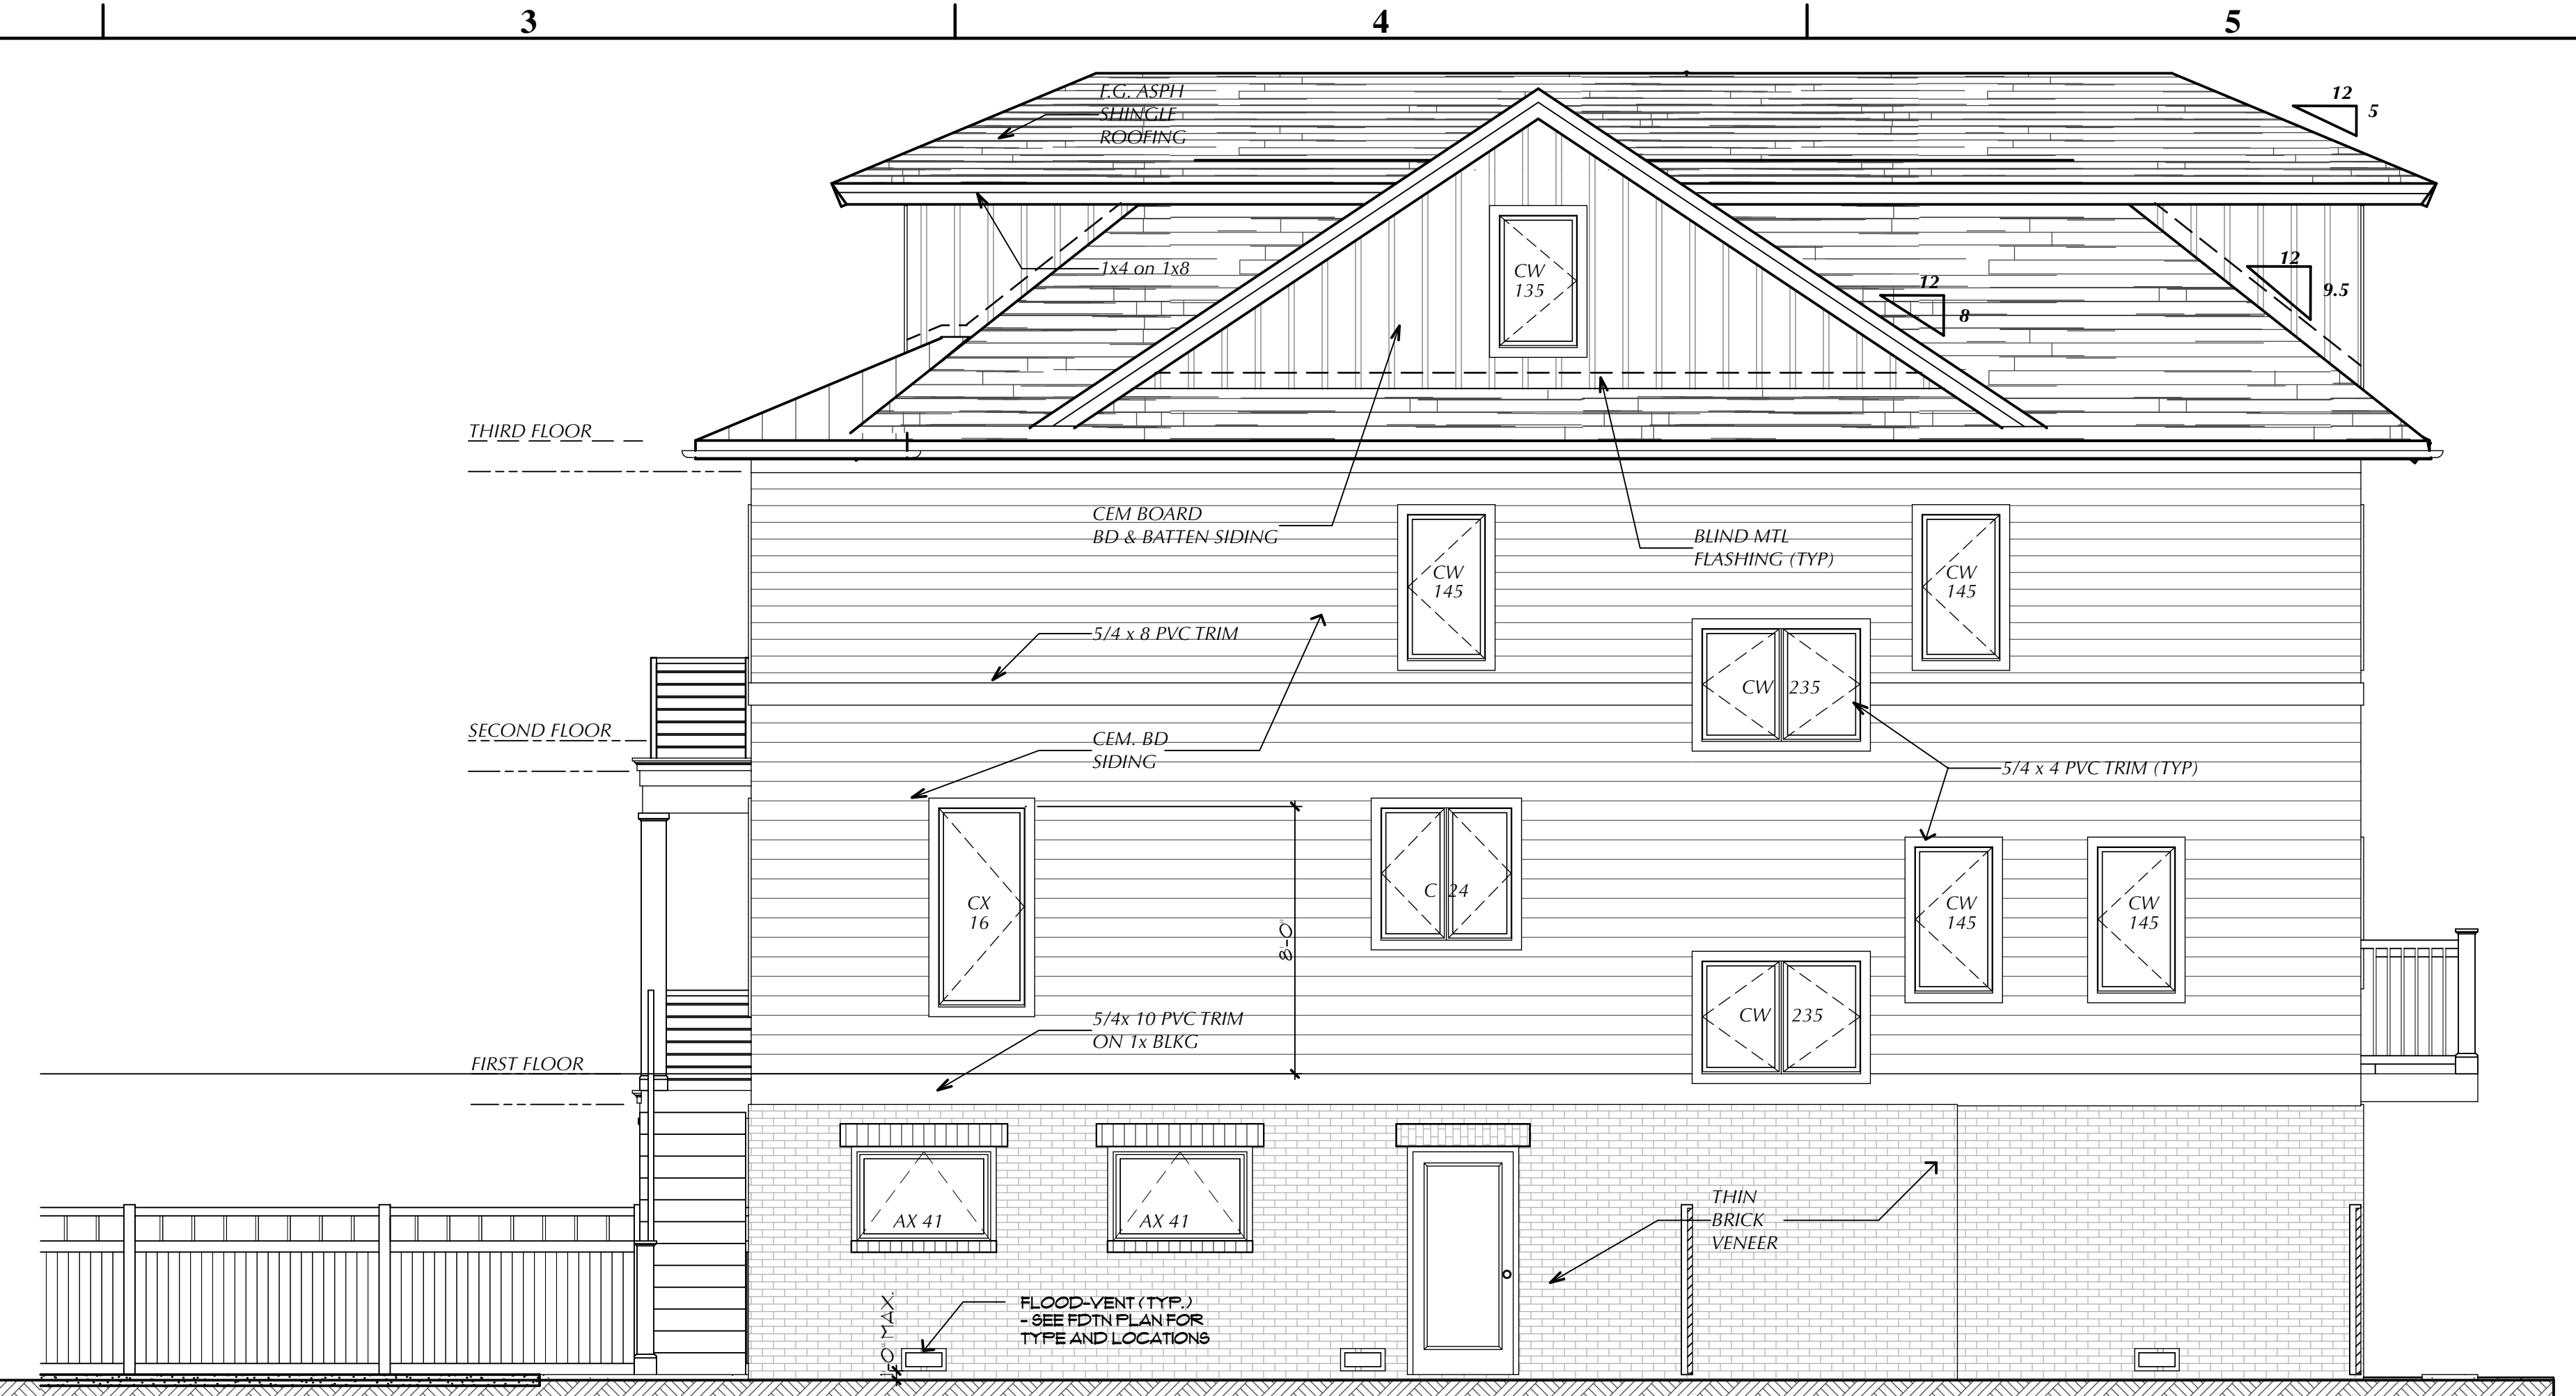 3 4 5
F.G. ASPH
SHINGLE
ROOFING
12
5
1x4 on 1x8
CW
135
12
8
12
9.5
THIRD FLOOR
CEM BOARD
BD & BATTEN SIDING
BLIND MTL
FLASHING (TYP)
CW
145
CW
145
5/4 x 8 PVC TRIM
CW 235
SECOND FLOOR
CEM. BD
SIDING
5/4 x 4 PVC TRIM (TYP)
CX
16
C 24
8'-0"
CW
145
CW
145
CW 235
5/4x 10 PVC TRIM
ON 1x BLKG
FIRST FLOOR
AX 41
AX 41
THIN
BRICK
VENEER
FLOOD-VENT (TYP.)
- SEE FDTN PLAN FOR
TYPE AND LOCATIONS
MAX.